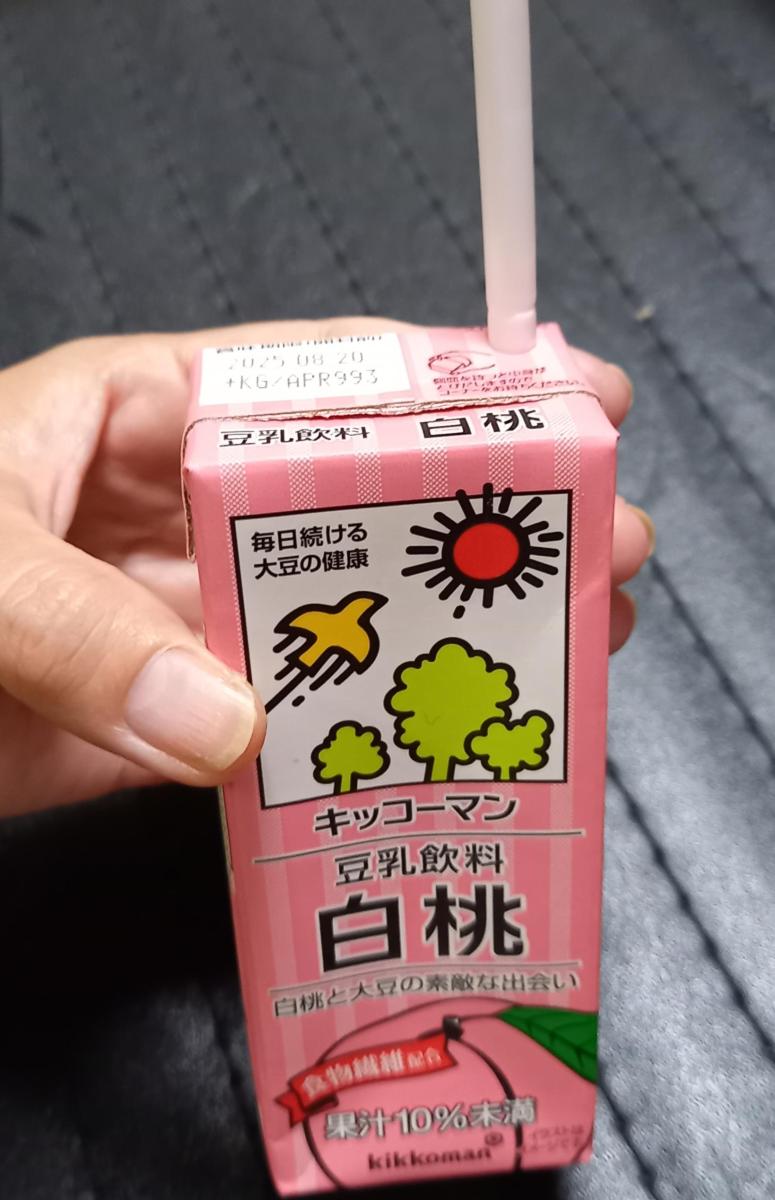 2025.08.20
+KG/APR993
豆乳飲料 白桃
毎日続ける
大豆の健康
キッコーマン
豆乳飲料
白桃
白桃と大豆の素敵な出会い
食物繊維配合
果汁10%未満
kikkoman®